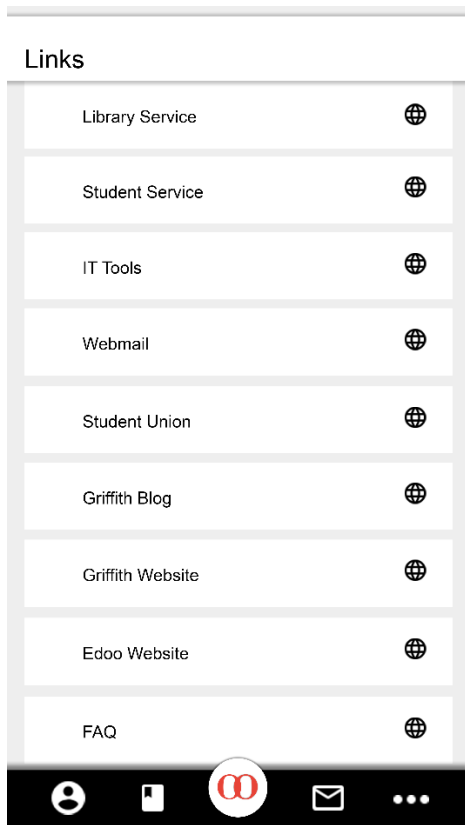 Links
Library Service
Student Service
IT Tools
Webmail
Student Union
Griffith Blog
Griffith Website
Edoo Website
FAQ